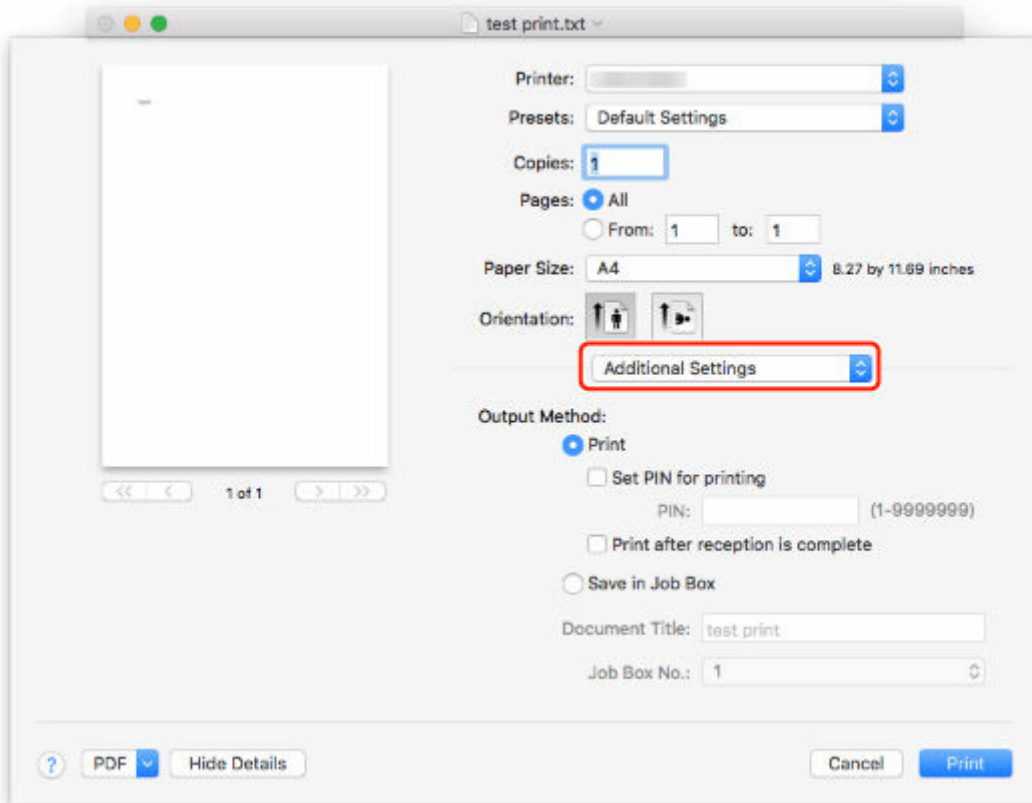 test print.txt
Printer:
Presets: Default Settings
Copies: 1
Pages: All
From: 1 to: 1
Paper Size: A4 8.27 by 11.69 inches
Orientation:
Additional Settings
Output Method:
Print
Set PIN for printing
PIN: (1-9999999)
Print after reception is complete
Save in Job Box
Document Title: test print
Job Box No.: 1
1 of 1
? PDF Hide Details Cancel Print